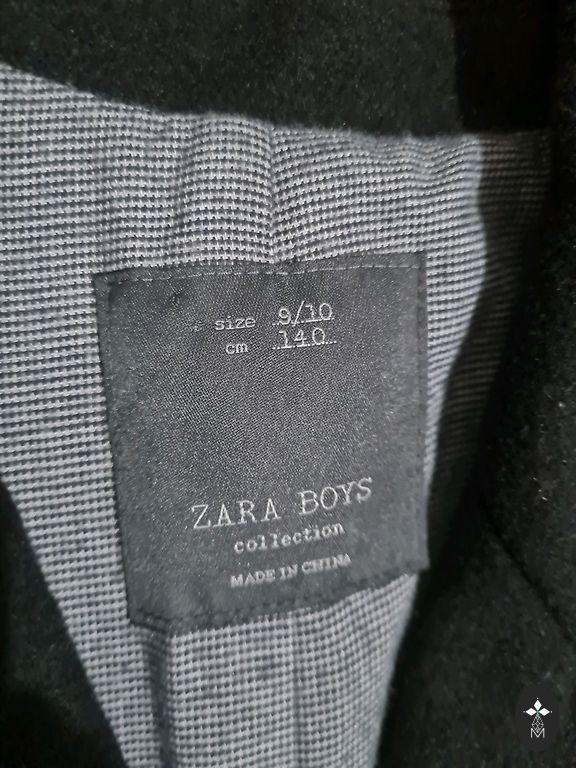 size 9/10
cm 140
ZARA BOYS
collection
MADE IN CHINA
M